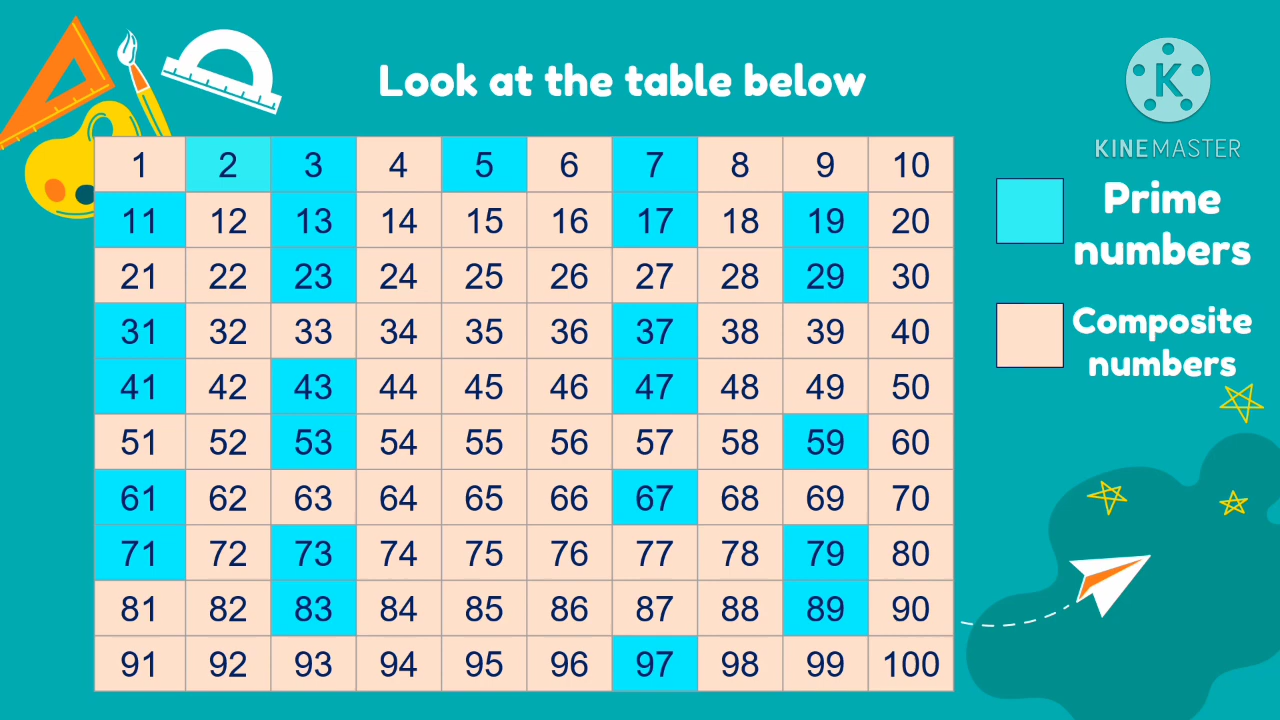 Look at the table below
K
KINEMASTER
1 2 3 4 5 6 7 8 9 10
11 12 13 14 15 16 17 18 19 20
21 22 23 24 25 26 27 28 29 30
31 32 33 34 35 36 37 38 39 40
41 42 43 44 45 46 47 48 49 50
51 52 53 54 55 56 57 58 59 60
61 62 63 64 65 66 67 68 69 70
71 72 73 74 75 76 77 78 79 80
81 82 83 84 85 86 87 88 89 90
91 92 93 94 95 96 97 98 99 100
Prime
numbers
Composite
numbers